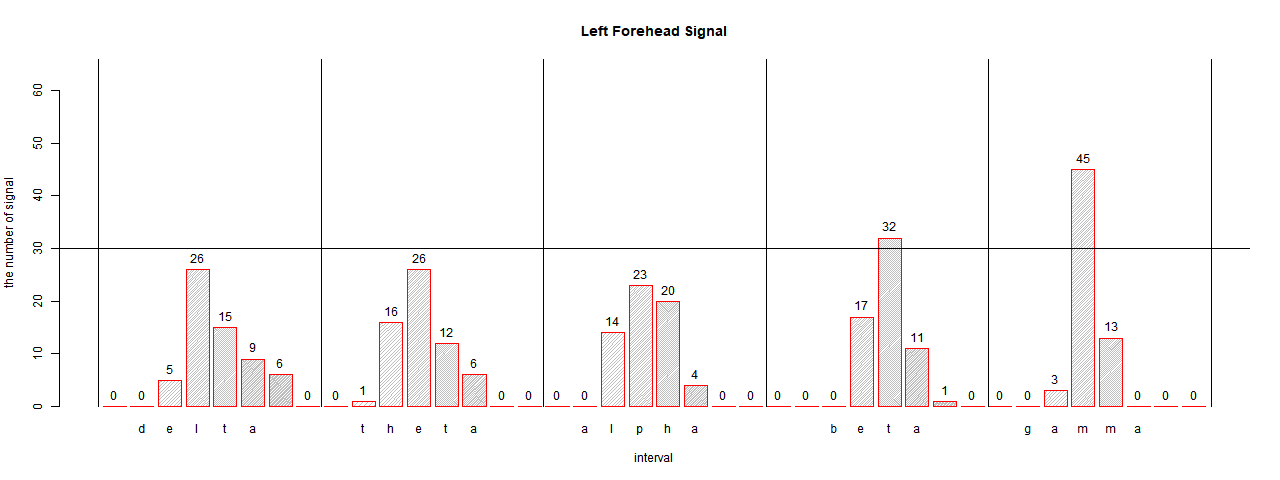 Left Forehead Signal
the number of signal
60
50
40
30
20
10
0
0 0 5 26 15 9 6 0
0 1 16 26 12 6 0 0
0 0 14 23 20 4 0 0
0 0 0 17 32 11 1 0
0 0 3 45 13 0 0 0
d e l t a t h e t a a l p h a b e t a g a m m a
interval